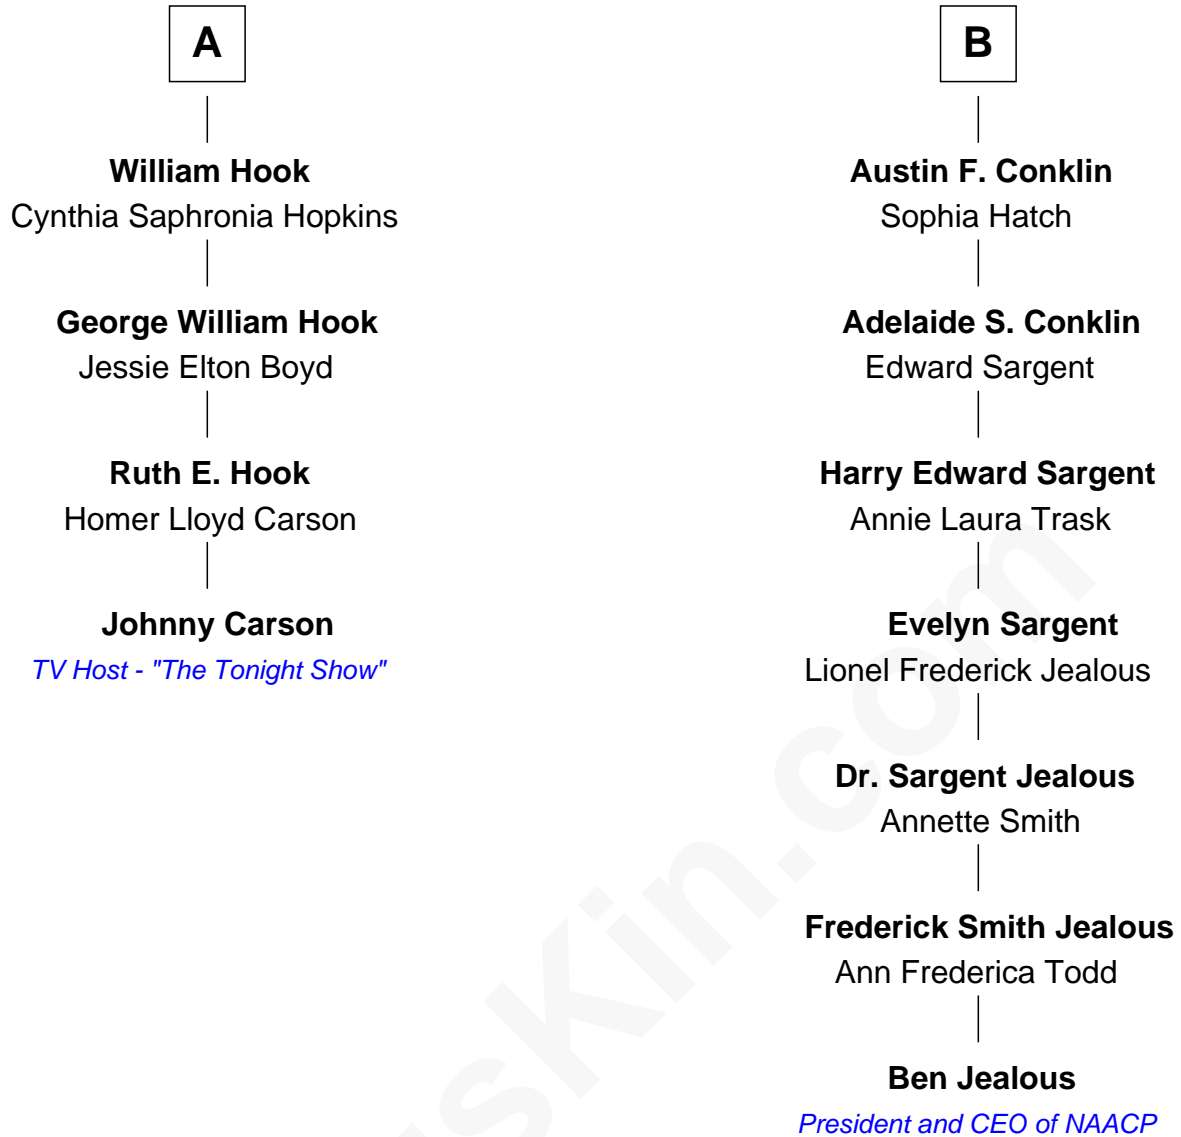 A
William Hook
Cynthia Saphronia Hopkins
George William Hook
Jessie Elton Boyd
Ruth E. Hook
Homer Lloyd Carson
Johnny Carson
TV Host - "The Tonight Show"
B
Austin F. Conklin
Sophia Hatch
Adelaide S. Conklin
Edward Sargent
Harry Edward Sargent
Annie Laura Trask
Evelyn Sargent
Lionel Frederick Jealous
Dr. Sargent Jealous
Annette Smith
Frederick Smith Jealous
Ann Frederica Todd
Ben Jealous
President and CEO of NAACP